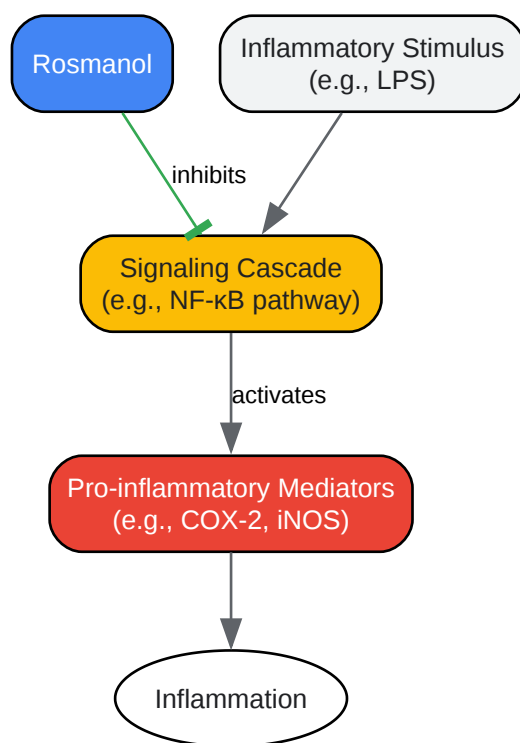 Rosmanol
Inflammatory Stimulus
(e.g., LPS)
inhibits
Signaling Cascade
(e.g., NF-κB pathway)
activates
Pro-inflammatory Mediators
(e.g., COX-2, iNOS)
Inflammation